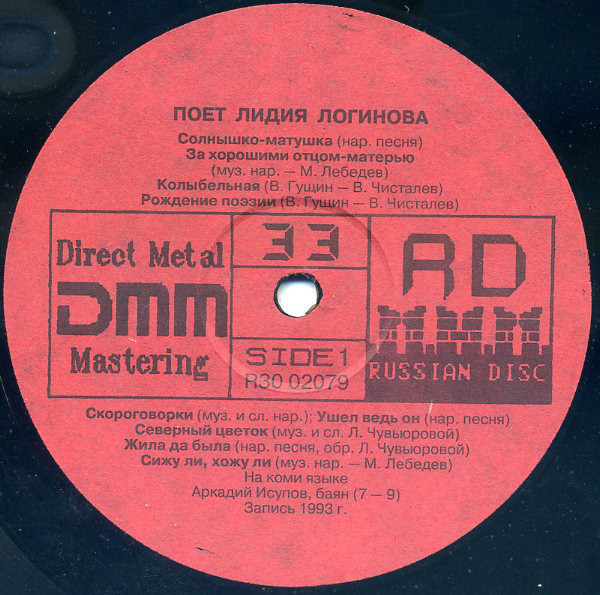 ПОЕТ ЛИДИЯ ЛОГИНОВА
Солнышко-матушка (нар. песня)
За хорошими отцом-матерью
(муз. нар. – М. Лебедев)
Колыбельная (В. Гущин – В. Чисталев)
Рождение поэзии (В. Гущин – В. Чисталев)
Direct Metal
DMM
Mastering
33
SIDE 1
R30 02079
RD
RUSSIAN DISC
Скороговорки (муз. и сл. нар.); Ушел ведь он (нар. песня)
Северный цветок (муз. и сл. Л. Чувьюровой)
Жила да была (нар. песня, обр. Л. Чувьюровой)
Сижу ли, хожу ли (муз. нар. – М. Лебедев)
На коми языке
Аркадий Исупов, баян (7 – 9)
Запись 1993 г.